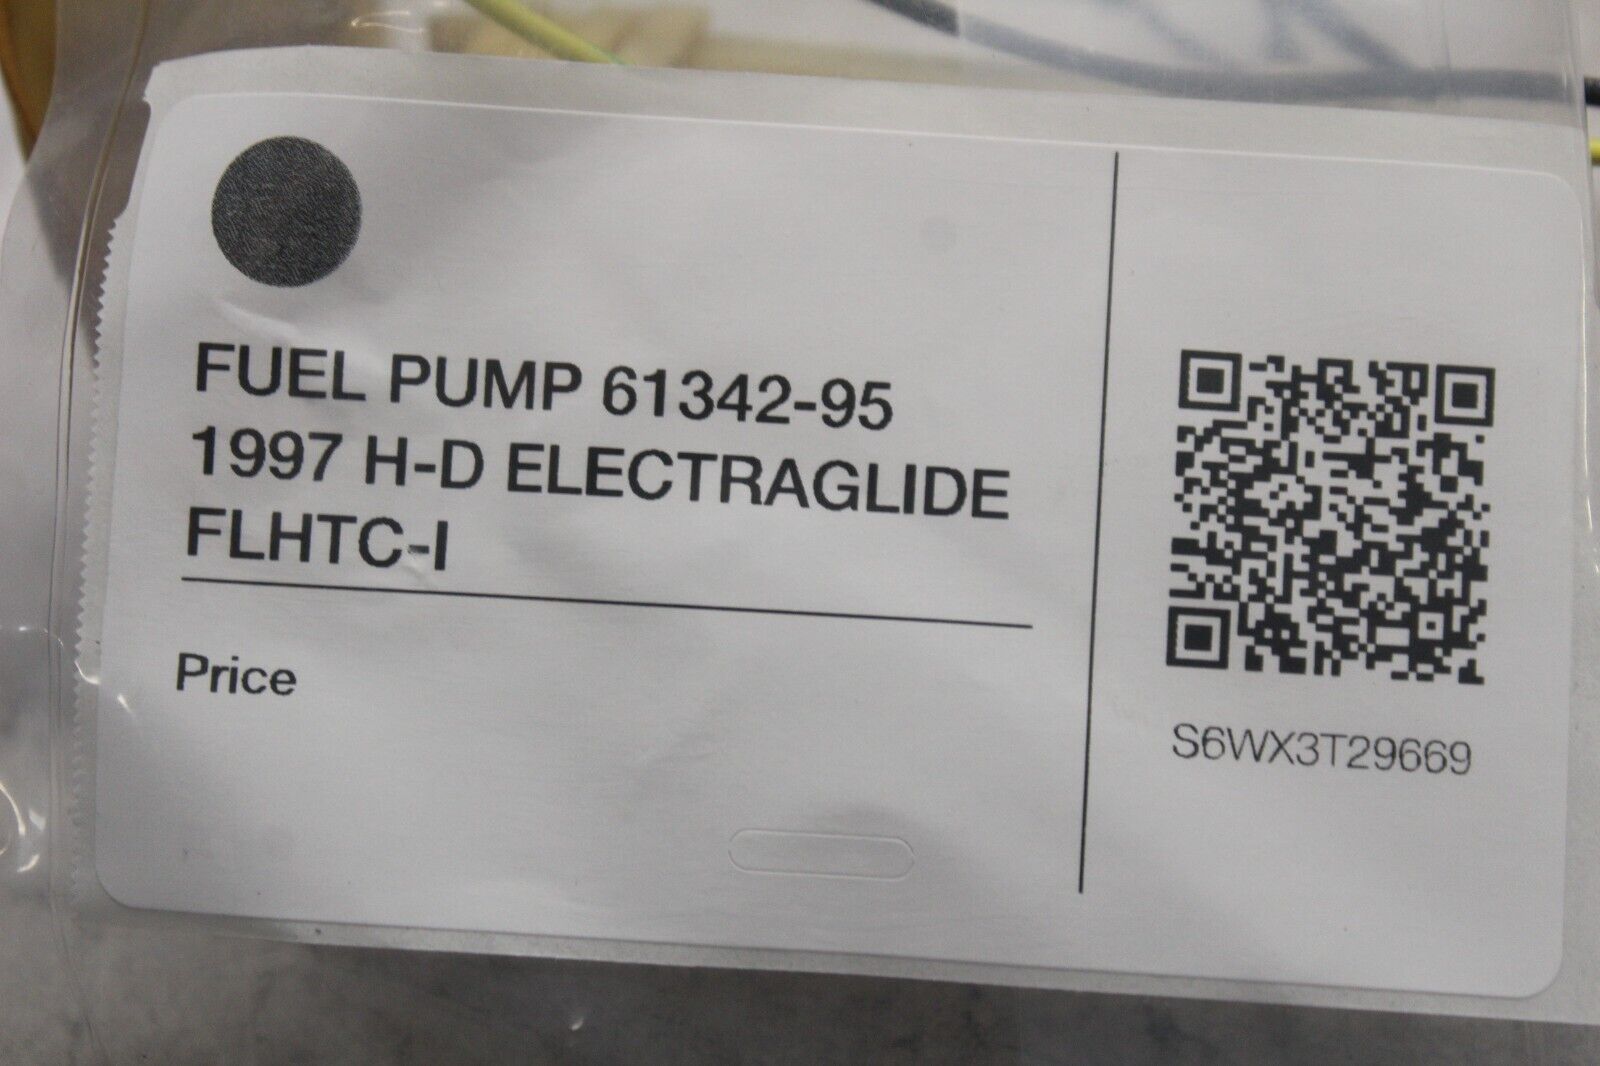 FUEL PUMP 61342-95
1997 H-D ELECTRAGLIDE
FLHTC-I
Price
S6WX3T29669